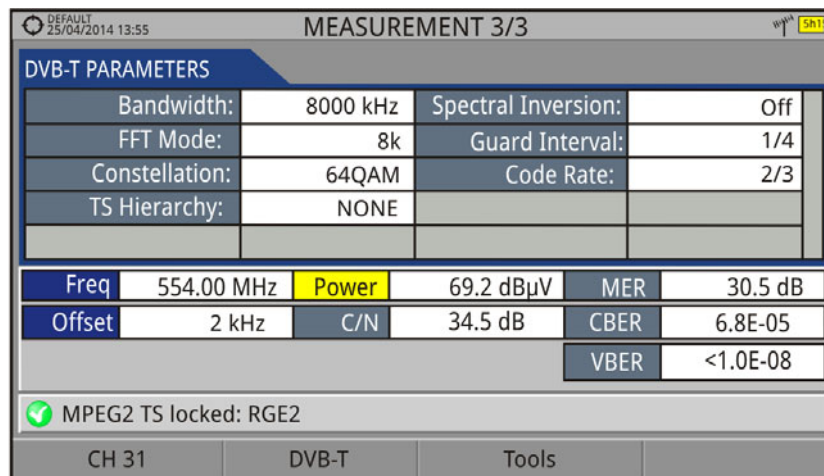 DEFAULT
25/04/2014 13:55
MEASUREMENT 3/3
DVB-T PARAMETERS
Bandwidth: 8000 kHz Spectral Inversion: Off
FFT Mode: 8k Guard Interval: 1/4
Constellation: 64QAM Code Rate: 2/3
TS Hierarchy: NONE
Freq 554.00 MHz Power 69.2 dBµV MER 30.5 dB
Offset 2 kHz C/N 34.5 dB CBER 6.8E-05
VBER <1.0E-08
MPEG2 TS locked: RGE2
CH 31 DVB-T Tools